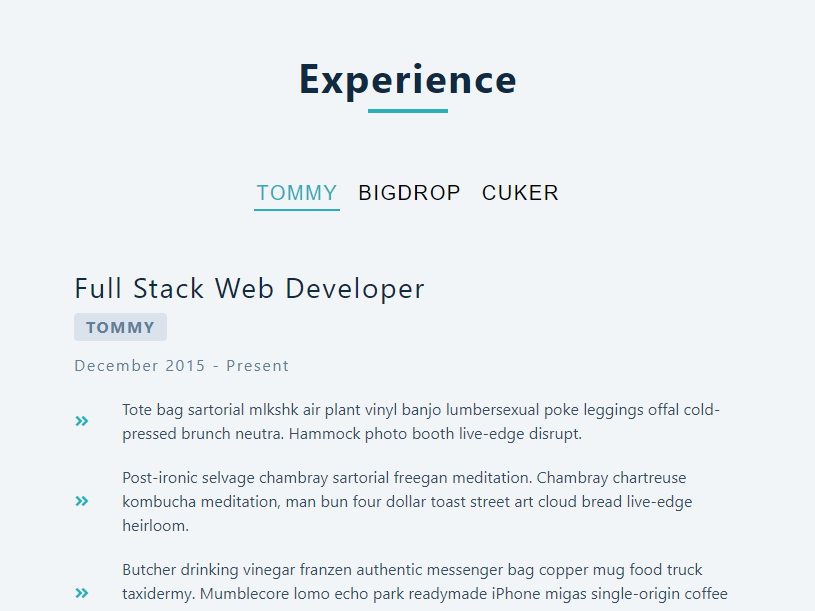 Experience
TOMMY BIGDROP CUKER
Full Stack Web Developer
TOMMY
December 2015 - Present
Tote bag sartorial mlkshk air plant vinyl banjo lumbersexual poke leggings offal cold-
pressed brunch neutra. Hammock photo booth live-edge disrupt.
Post-ironic selvage chambray sartorial freegan meditation. Chambray chartreuse
kombucha meditation, man bun four dollar toast street art cloud bread live-edge
heirloom.
Butcher drinking vinegar franzen authentic messenger bag copper mug food truck
taxidermy. Mumblecore lomo echo park readymade iPhone migas single-origin coffee